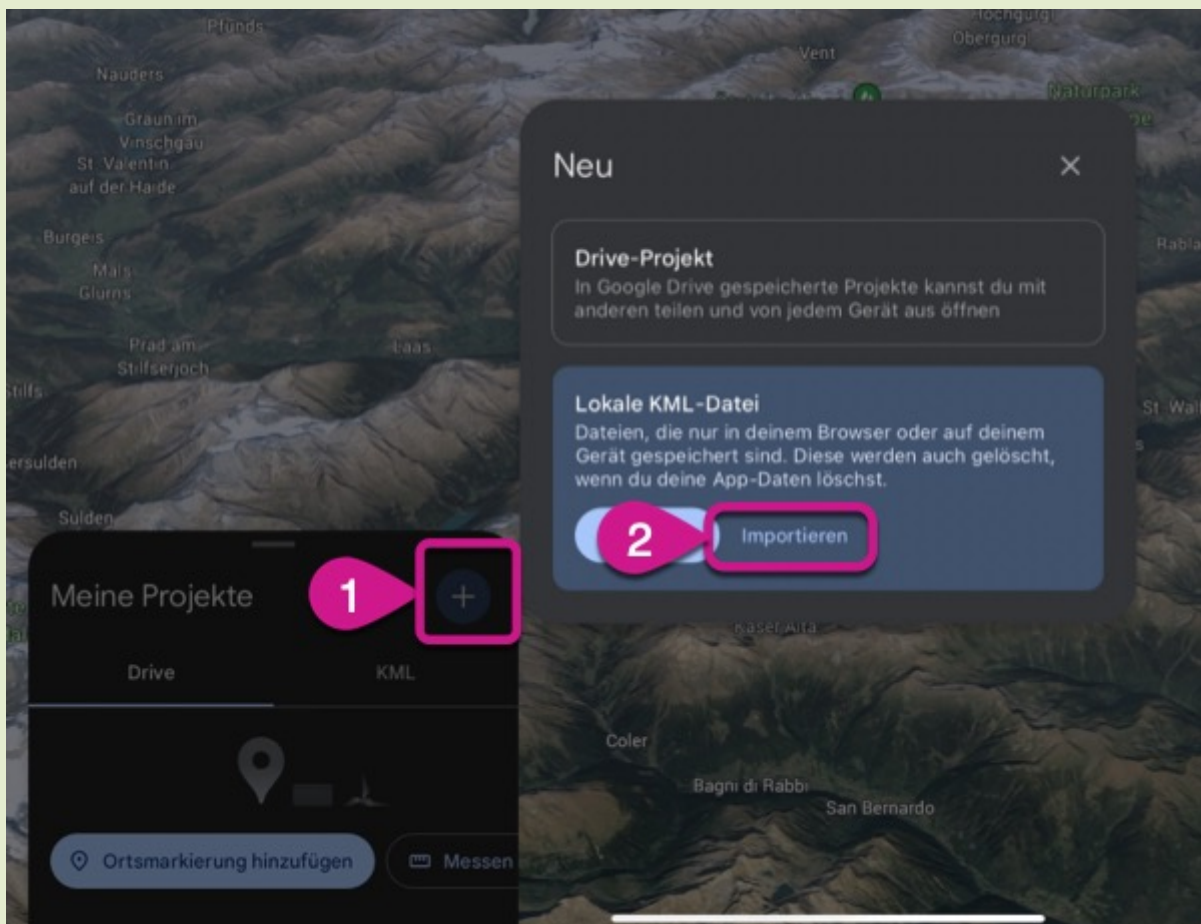 Pfunds
Hochgurgl
Obergurgl
Vent
Nauders
Naturpark
Graun im
Vinschgau
St. Valentin
auf der Haide
Neu
Drive-Projekt
In Google Drive gespeicherte Projekte kannst du mit
anderen teilen und von jedem Gerät aus öffnen
Burgeis
Mals
Glurns
Prad am
Stilfserjoch
Laas
Stilfs
Lokale KML-Datei
Dateien, die nur in deinem Browser oder auf deinem
Gerät gespeichert sind. Diese werden auch gelöscht,
wenn du deine App-Daten löschst.
2
Importieren
Sulden
Meine Projekte
1
+
Drive
KML
Kaser Alta
Coler
Bagni di Rabbi
San Bernardo
Ortsmarkierung hinzufügen
Messen